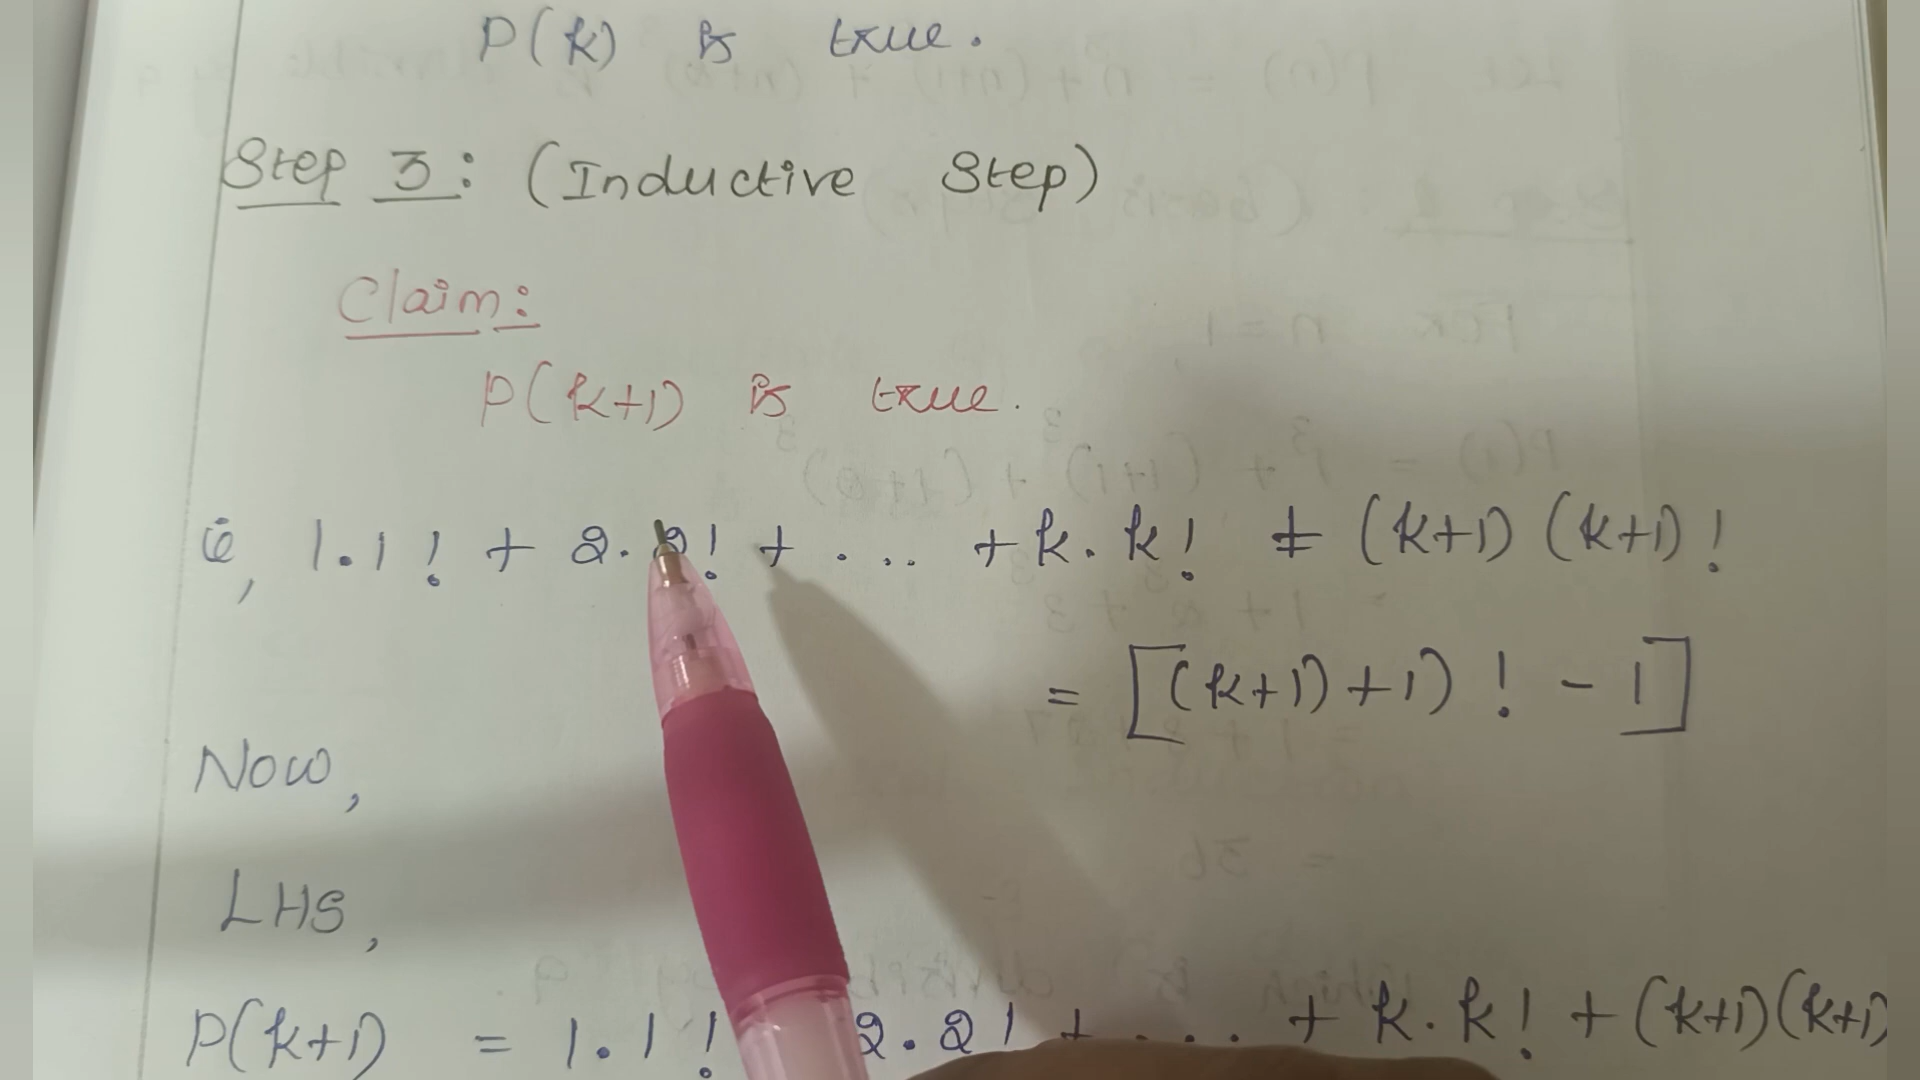 P(k) is true.
Step 3: (Inductive Step)
Claim:
P(k+1) is true.
ie, 1.1! + 2.2! + ... + k.k! + (k+1)(k+1)!
= [(k+1)+1)! - 1]
Now,
LHS,
P(k+1) = 1.1! 2.2! + ... + k.k! + (k+1)(k+1)